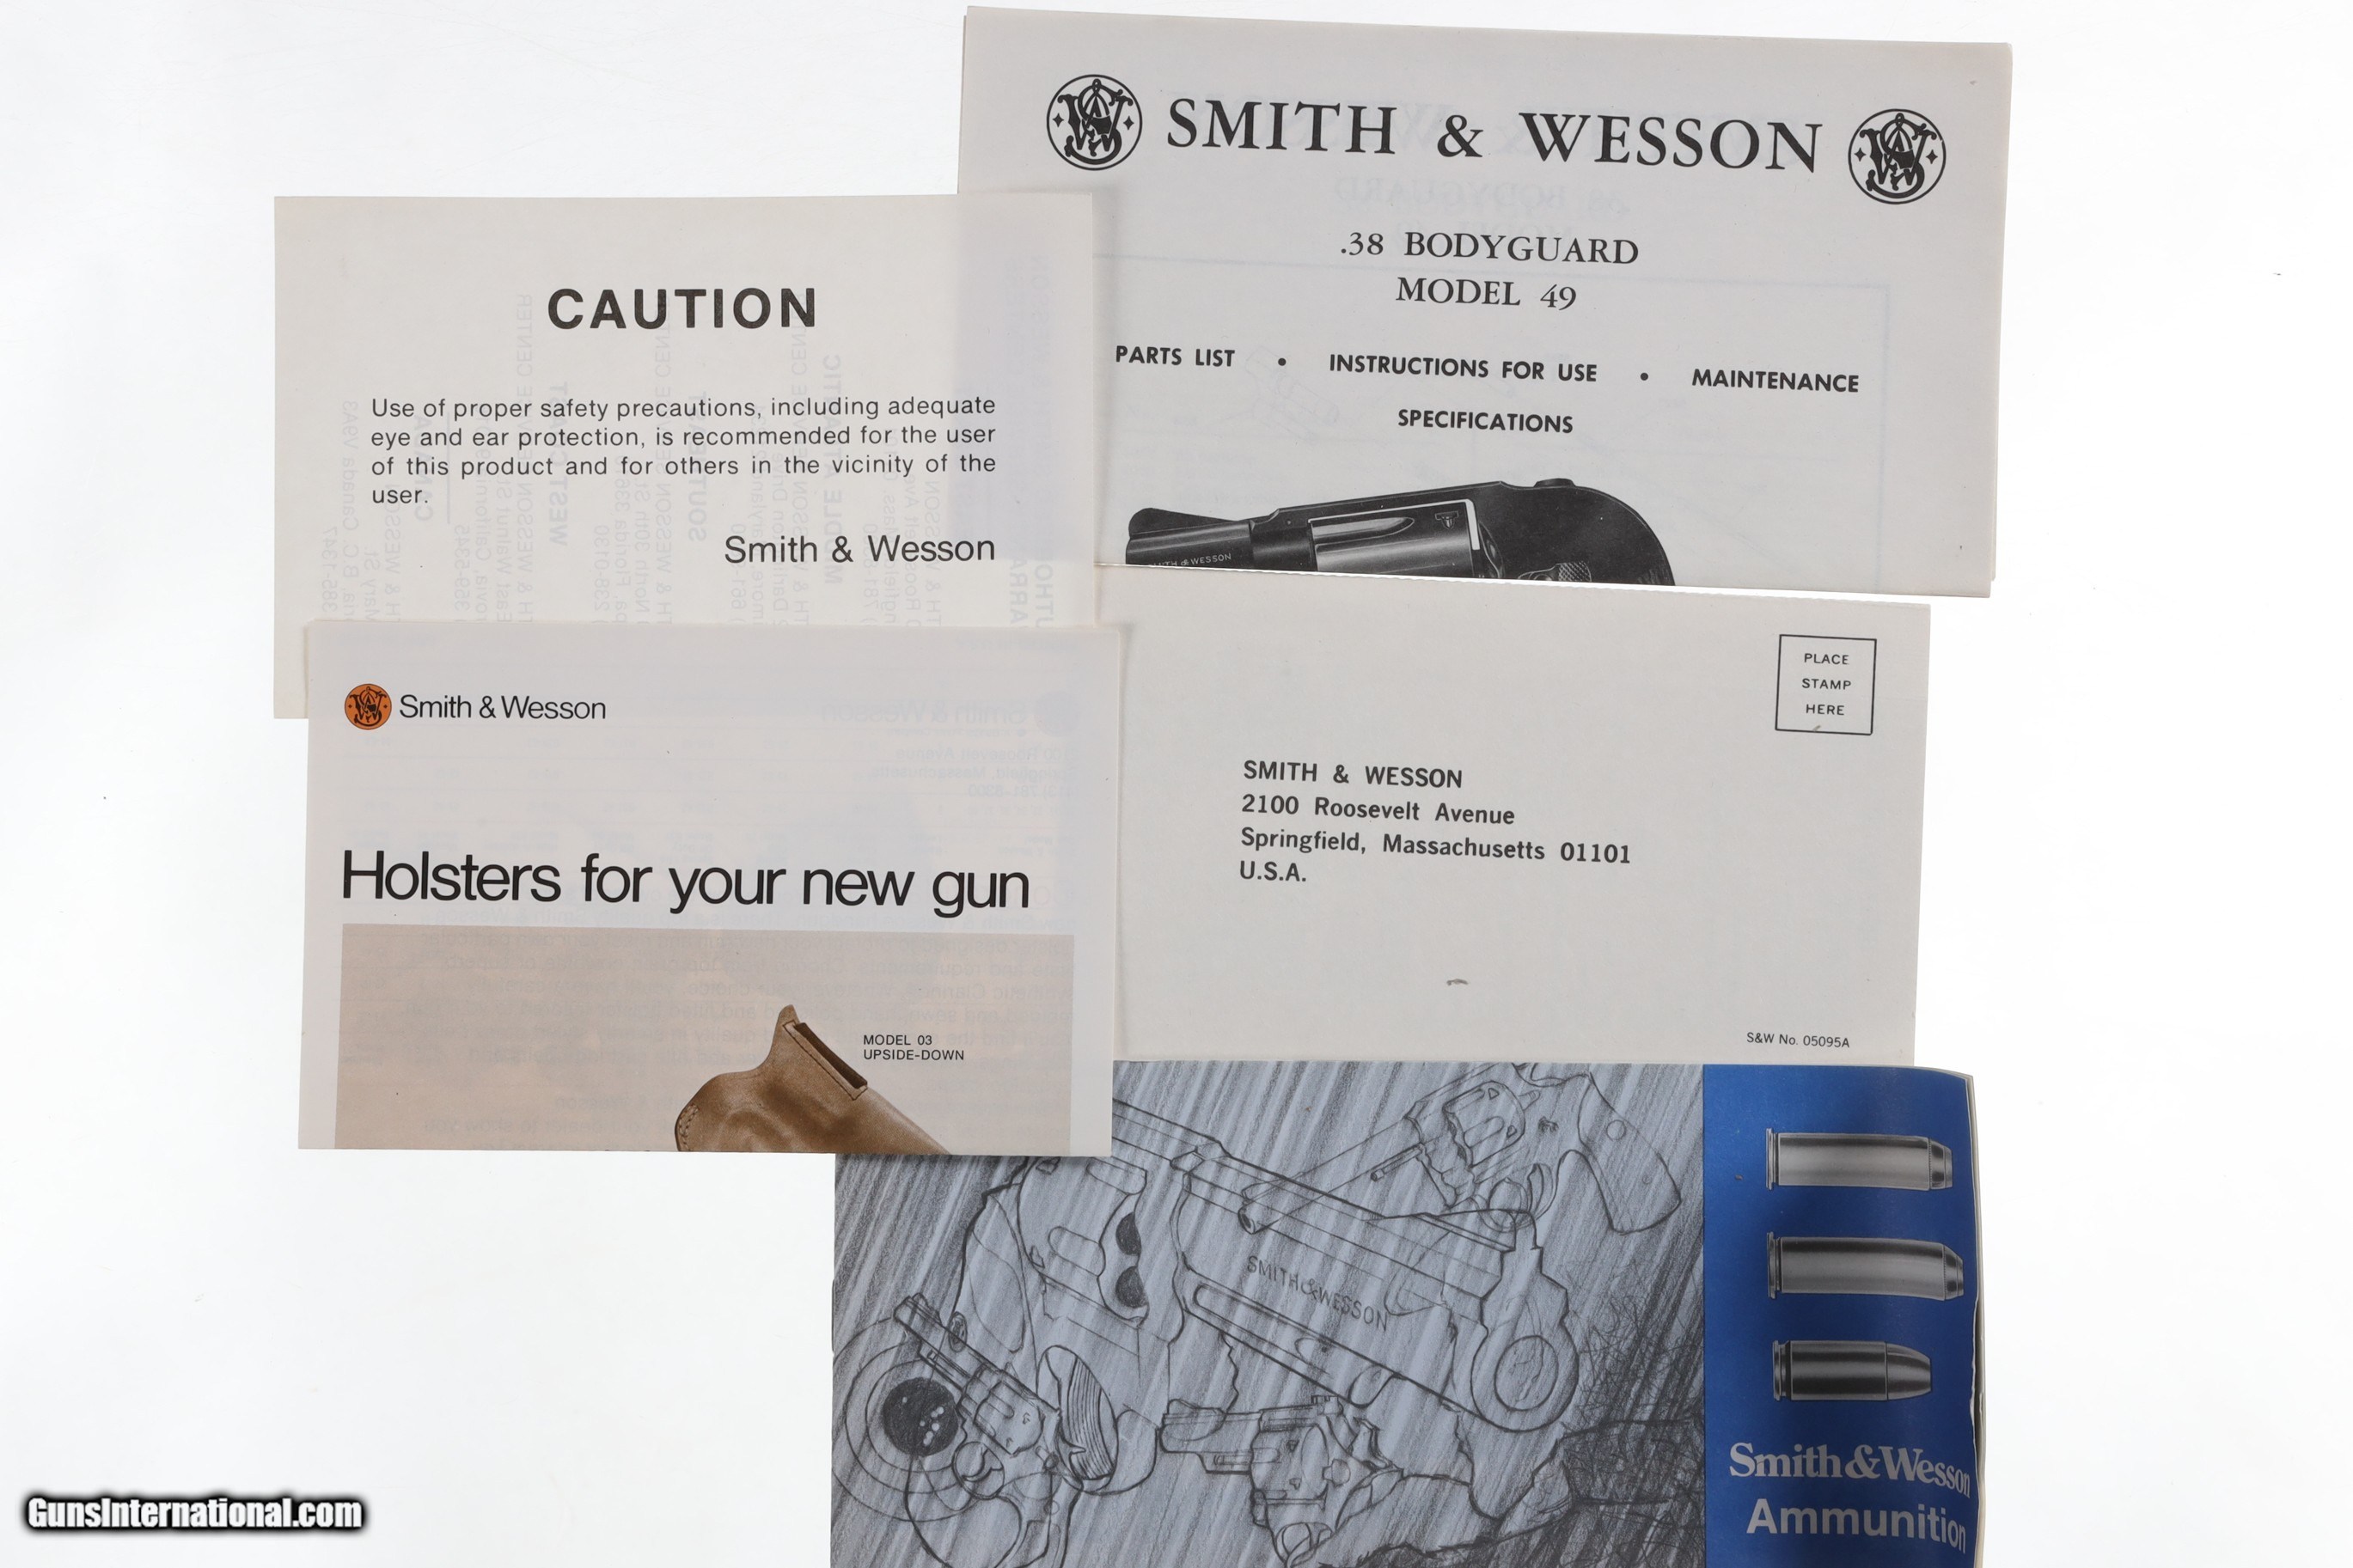 SMITH & WESSON
.38 BODYGUARD
MODEL 49
PARTS LIST • INSTRUCTIONS FOR USE • MAINTENANCE
SPECIFICATIONS
SMITH & WESSON
CAUTION
Use of proper safety precautions, including adequate
eye and ear protection, is recommended for the user
of this product and for others in the vicinity of the
user.
Smith & Wesson
Smith & Wesson
Holsters for your new gun
MODEL 03
UPSIDE-DOWN
PLACE
STAMP
HERE
SMITH & WESSON
2100 Roosevelt Avenue
Springfield, Massachusetts 01101
U.S.A.
S&W No. 05095A
SMITH & WESSON
Smith & Wesson
Ammunition
GunsInternational.com